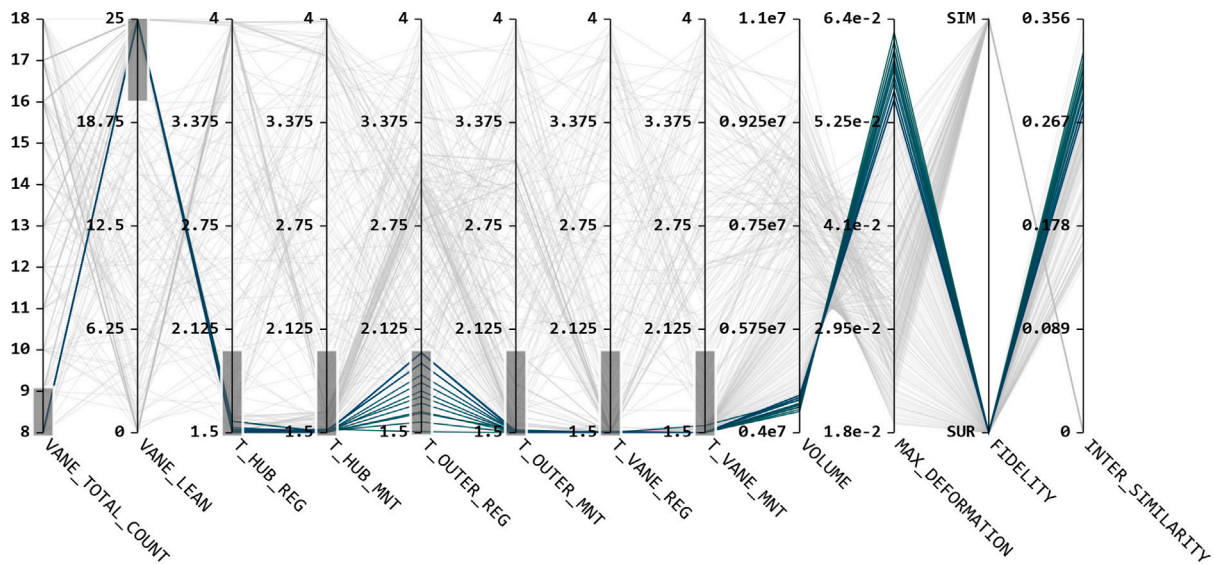 18 25 4 4 4 4 4 4 1.1e7 6.4e-2 SIM 0.356
17
16
18.75 3.375 3.375 3.375 3.375 3.375 3.375 0.925e7 5.25e-2 0.267
15
14
13 12.5 2.75 2.75 2.75 2.75 2.75 2.75 0.75e7 4.1e-2 0.178
12
11
6.25 2.125 2.125 2.125 2.125 2.125 2.125 0.575e7 2.95e-2 0.089
10
9
8 0 1.5 1.5 1.5 1.5 1.5 1.5 0.4e7 1.8e-2 SUR 0
VANE_TOTAL_COUNT
VANE_LEAN
T_HUB_REG
T_HUB_MNT
T_OUTER_REG
T_OUTER_MNT
T_VANE_REG
T_VANE_MNT
VOLUME
MAX_DEFORMATION
FIDELITY
INTER_SIMILARITY